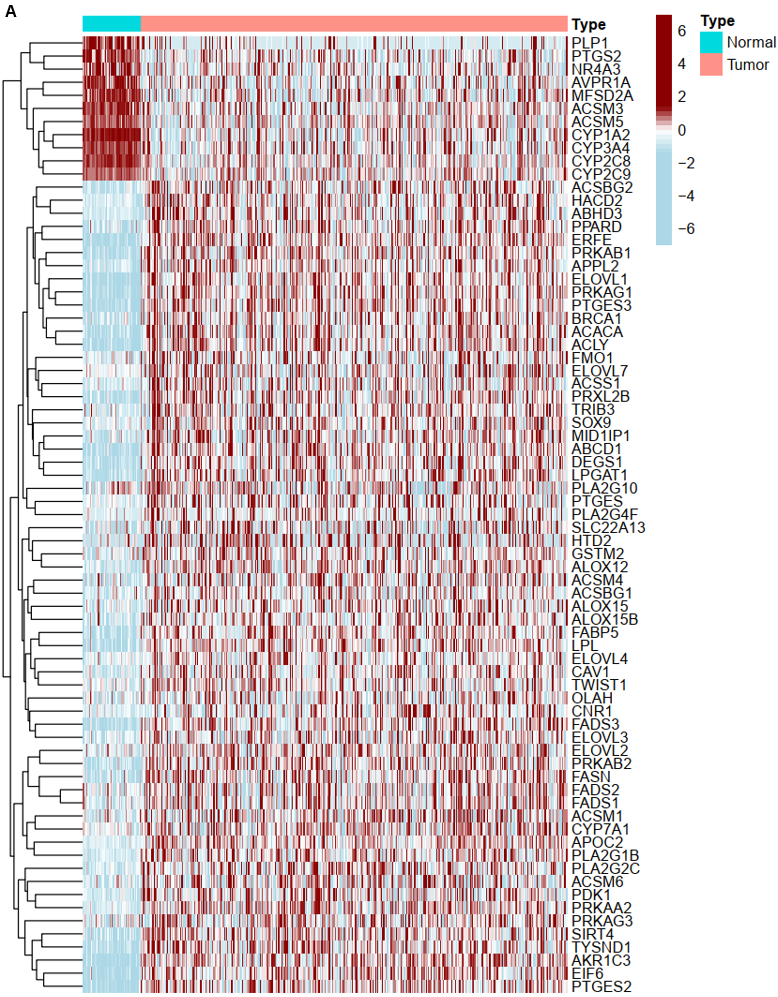 A
Type
PLP1
PTGS2
NR4A3
AVPR1A
MFSD2A
ACSM3
ACSM5
CYP1A2
CYP3A4
CYP2C8
CYP2C9
ACSBG2
HACD2
ABHD3
PPARD
ERFE
PRKAB1
APPL2
ELOVL1
PRKAG1
PTGES3
BRCA1
ACACA
ACLY
FMO1
ELOVL7
ACSS1
PRXL2B
TRIB3
SOX9
MID1IP1
ABCD1
DEGS1
LPGAT1
PLA2G10
PTGES
PLA2G4F
SLC22A13
HTD2
GSTM2
ALOX12
ACSM4
ACSBG1
ALOX15
ALOX15B
FABP5
LPL
ELOVL4
CAV1
TWIST1
OLAH
CNR1
FADS3
ELOVL3
ELOVL2
PRKAB2
FASN
FADS2
FADS1
ACSM1
CYP7A1
APOC2
PLA2G1B
PLA2G2C
ACSM6
PDK1
PRKAA2
PRKAG3
SIRT4
TYSND1
AKR1C3
EIF6
PTGES2
6
4
2
0
−2
−4
−6
Type
Normal
Tumor